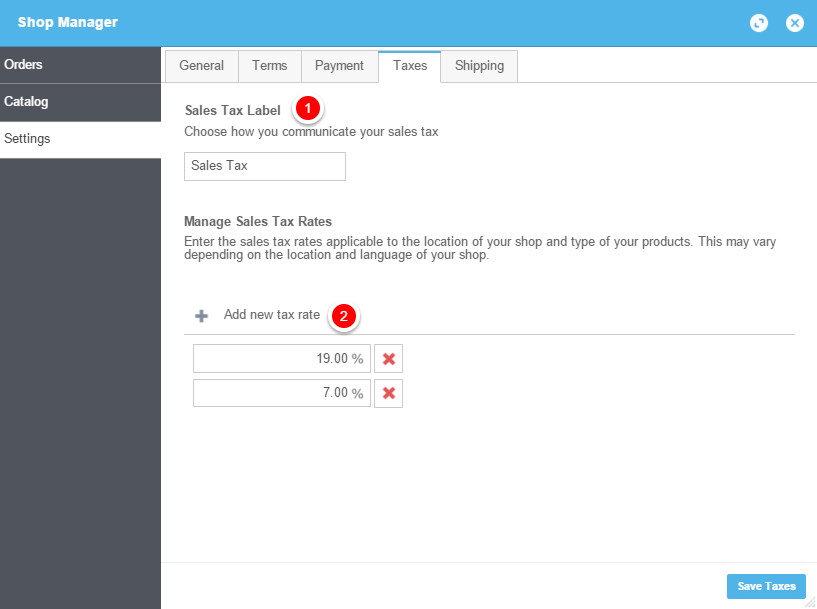 Shop Manager
Orders
Catalog
Settings
General
Terms
Payment
Taxes
Shipping
Sales Tax Label
1
Choose how you communicate your sales tax
Sales Tax
Manage Sales Tax Rates
Enter the sales tax rates applicable to the location of your shop and type of your products. This may vary
depending on the location and language of your shop.
Add new tax rate
2
19.00 %
7.00 %
Save Taxes